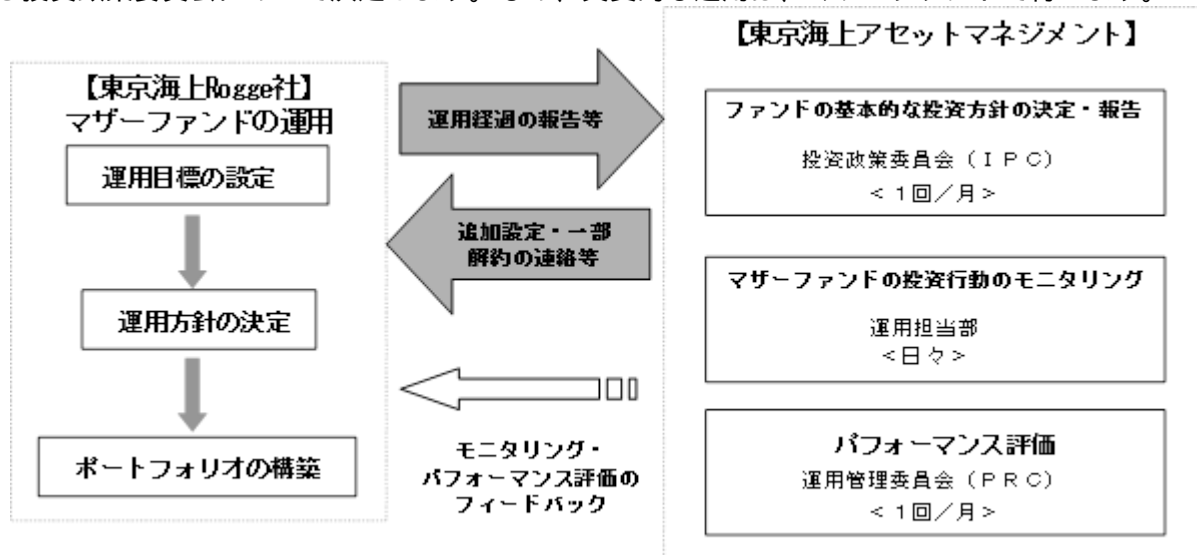 【東京海上Rogge社】
マザーファンドの運用
運用目標の設定
運用方針の決定
ポートフォリオの構築
運用経過の報告等
追加設定・一部
解約の連絡等
モニタリング・
パフォーマンス評価の
フィードバック
【東京海上アセットマネジメント】
ファンドの基本的な投資方針の決定・報告
投資政策委員会（ＩＰＣ）
＜１回／月＞
マザーファンドの投資行動のモニタリング
運用担当部
＜日々＞
パフォーマンス評価
運用管理委員会（ＰＲＣ）
＜１回／月＞